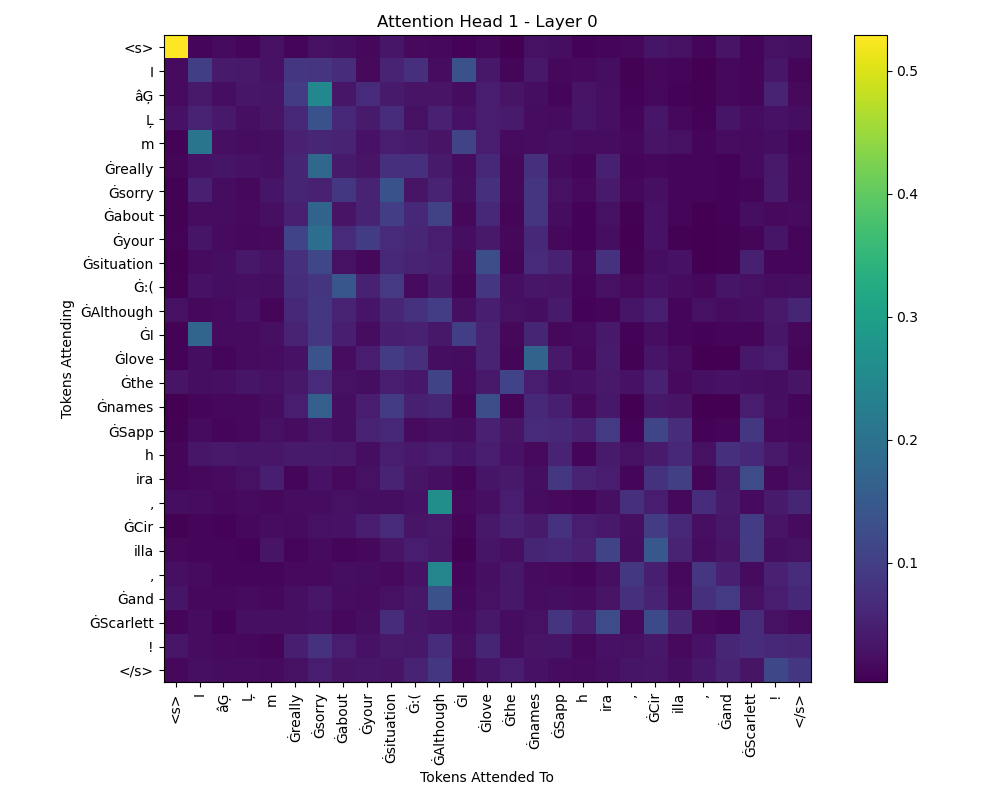 Attention Head 1 - Layer 0
<s>
I
âĢ
Ļ
m
Ġreally
Ġsorry
Ġabout
Ġyour
Ġsituation
Ġ:(
ĠAlthough
ĠI
Ġlove
Ġthe
Ġnames
ĠSapp
h
ira
,
ĠCir
illa
,
Ġand
ĠScarlett
!
</s>
Tokens Attending
<s>
I
âĢ
Ļ
m
Ġreally
Ġsorry
Ġabout
Ġyour
Ġsituation
Ġ:(
ĠAlthough
ĠI
Ġlove
Ġthe
Ġnames
ĠSapp
h
ira
,
ĠCir
illa
,
Ġand
ĠScarlett
!
</s>
Tokens Attended To
0.5
0.4
0.3
0.2
0.1